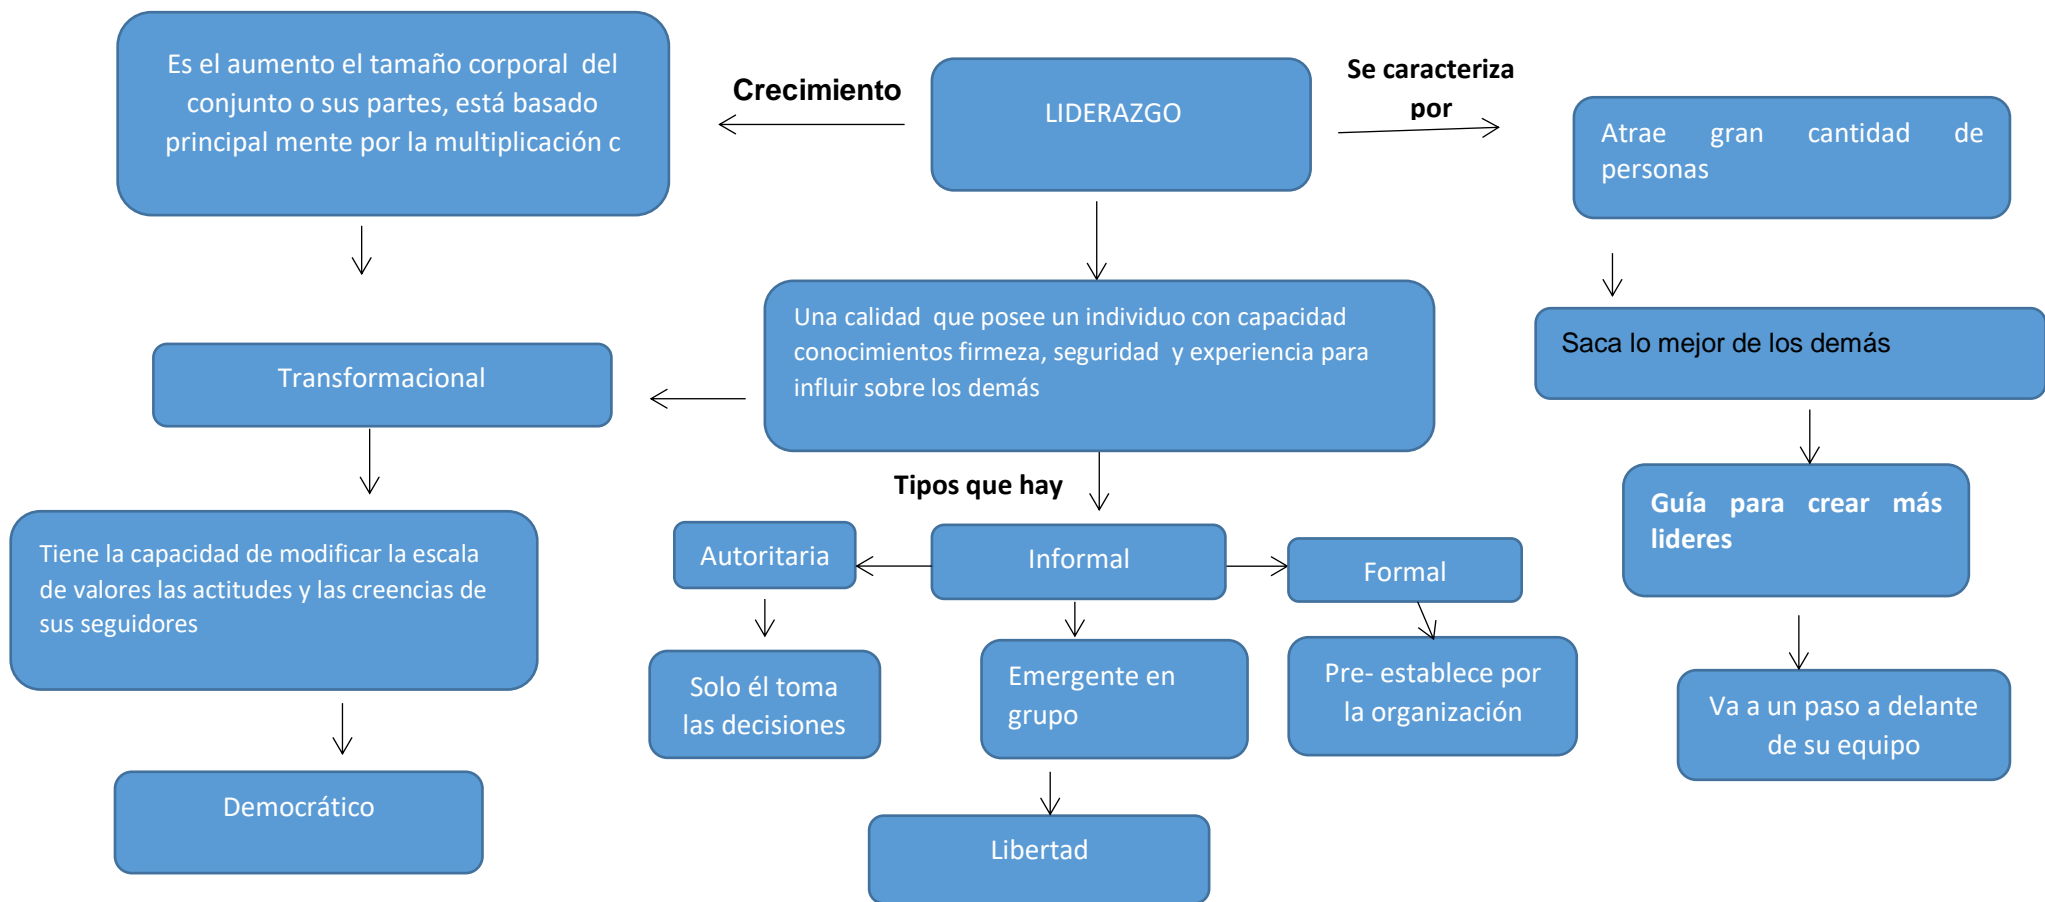 Es el aumento el tamaño corporal del
conjunto o sus partes, está basado
principal mente por la multiplicación c
Crecimiento
LIDERAZGO
Se caracteriza
por
Atrae gran cantidad de
personas
Una calidad que posee un individuo con capacidad
conocimientos firmeza, seguridad y experiencia para
influir sobre los demás
Saca lo mejor de los demás
Transformacional
Tipos que hay
Guía para crear más
lideres
Tiene la capacidad de modificar la escala
de valores las actitudes y las creencias de
sus seguidores
Autoritaria
Informal
Formal
Solo él toma
las decisiones
Emergente en
grupo
Pre- establece por
la organización
Va a un paso a delante
de su equipo
Democrático
Libertad